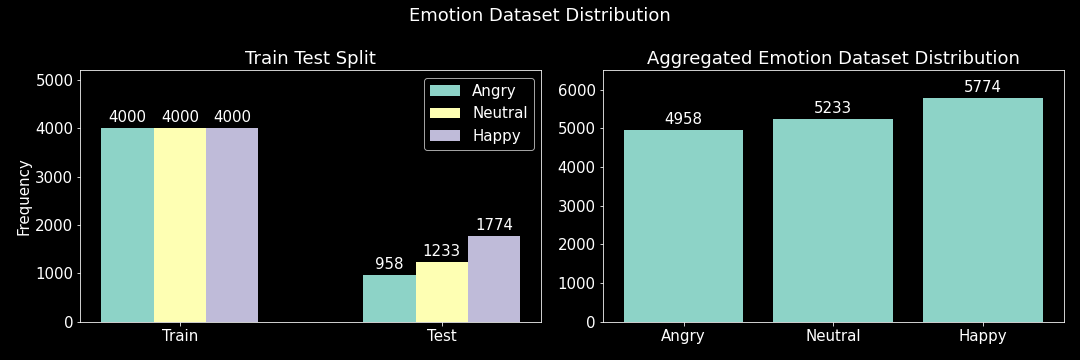 Emotion Dataset Distribution
Train Test Split
Frequency
5000
4000
3000
2000
1000
0
4000 4000 4000
958 1233 1774
Train Test
Angry
Neutral
Happy
Aggregated Emotion Dataset Distribution
6000
5000
4000
3000
2000
1000
0
4958 5233 5774
Angry Neutral Happy